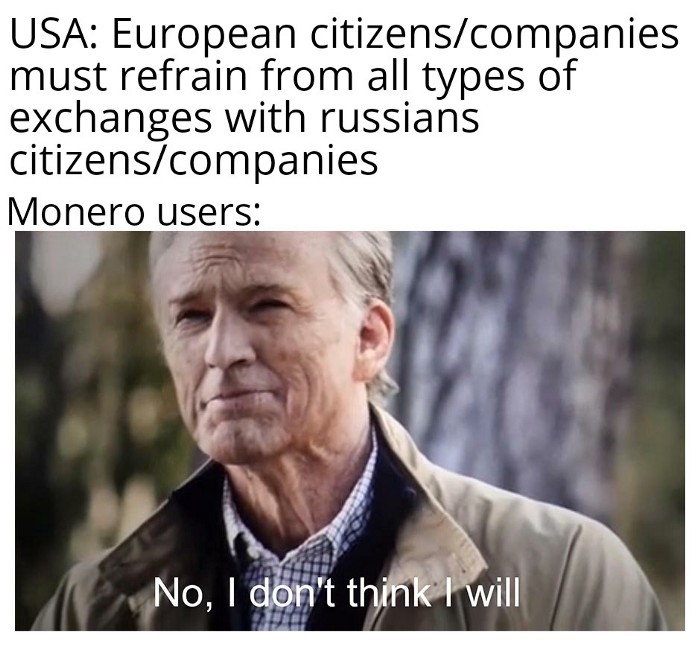 USA: European citizens/companies
must refrain from all types of
exchanges with russians
citizens/companies
Monero users:
No, I don't think I will